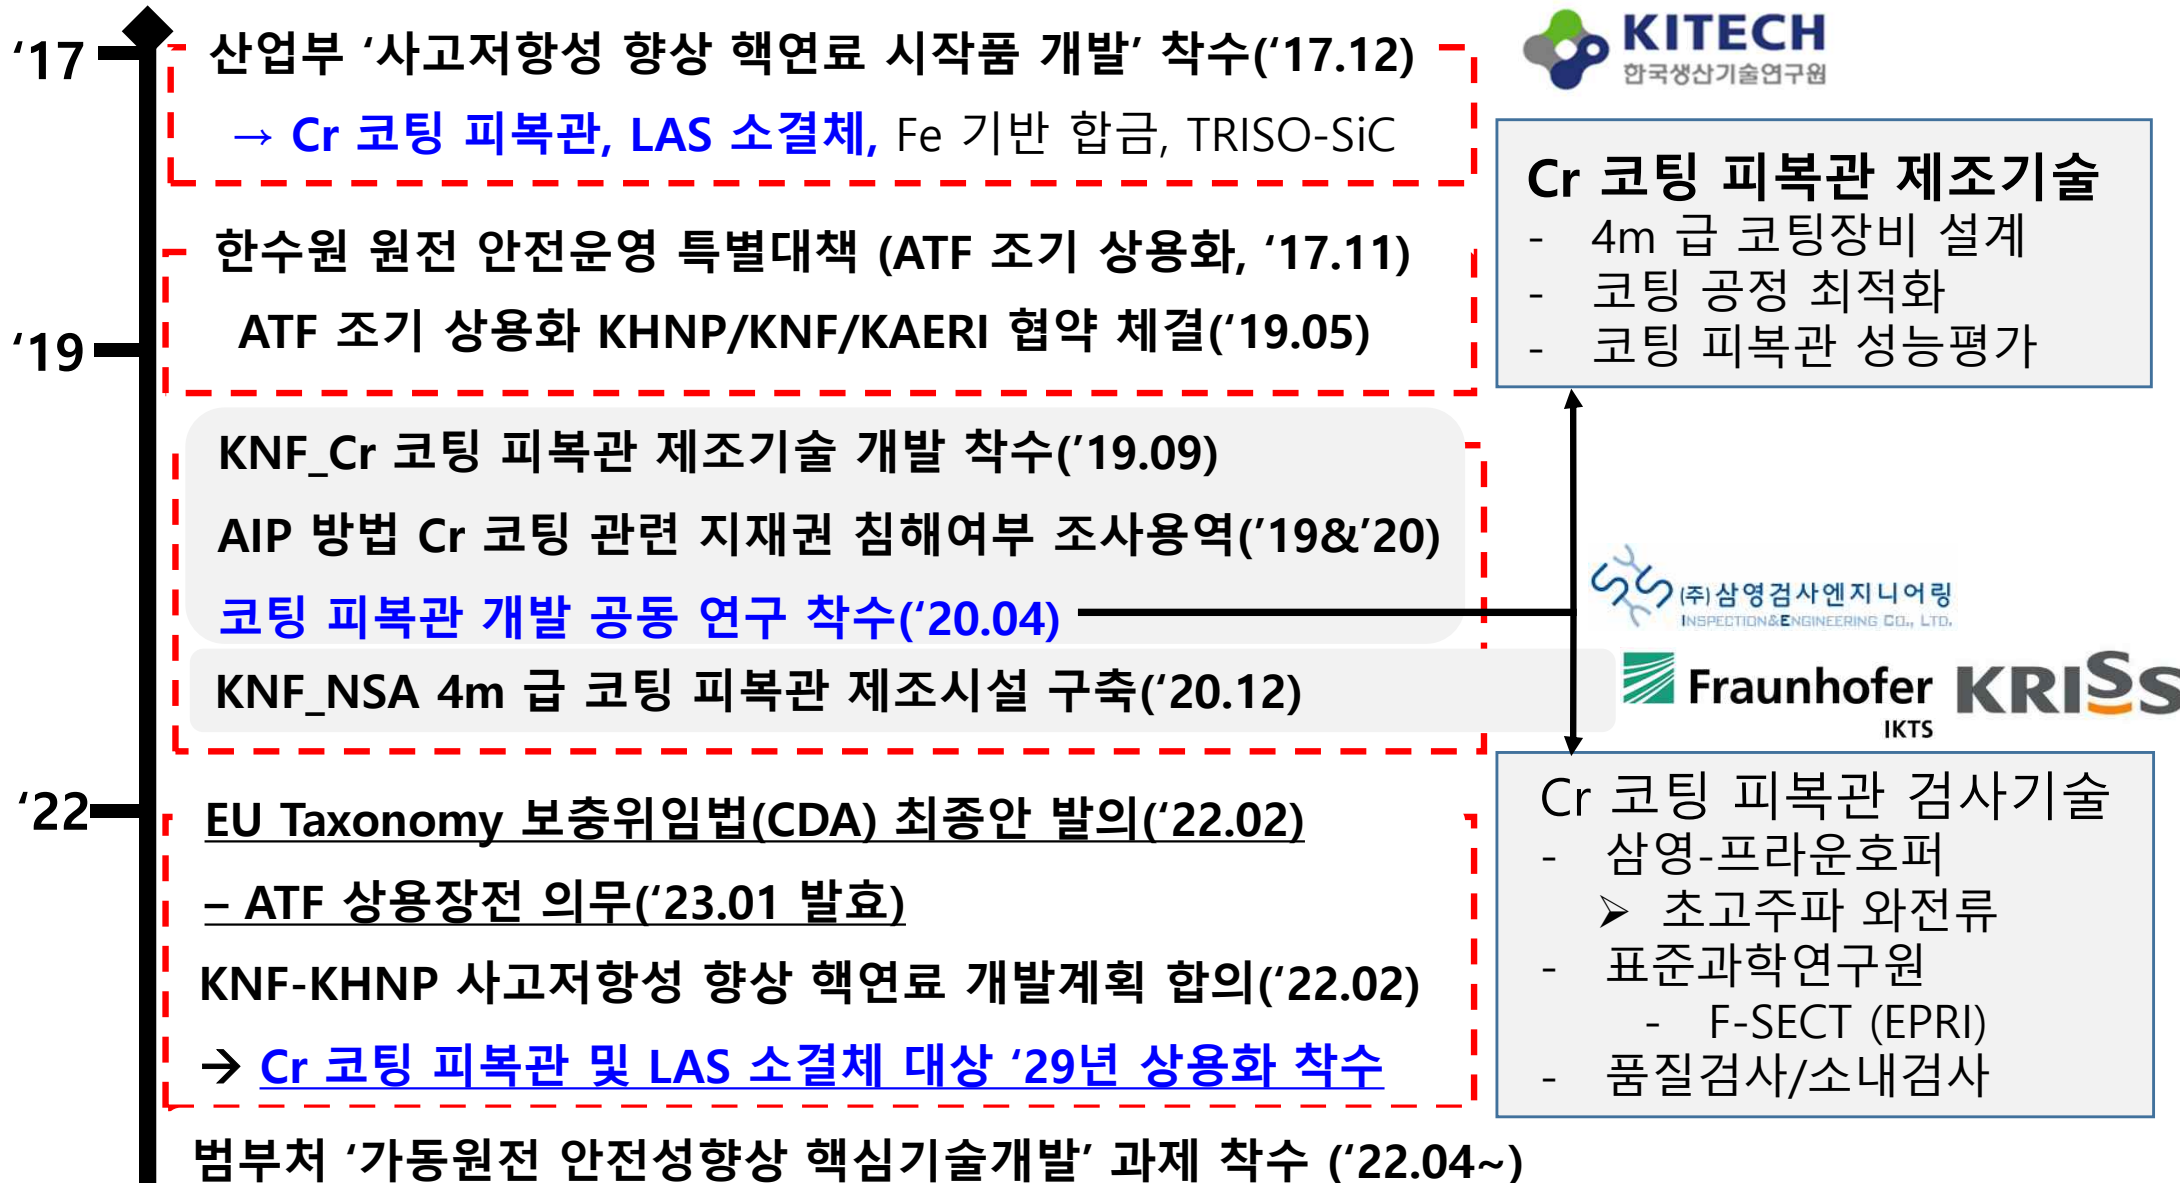 ‘17
산업부 ‘사고저항성 향상 핵연료 시작품 개발’ 착수(‘17.12)
→ Cr 코팅 피복관, LAS 소결체, Fe 기반 합금, TRISO-SiC
한수원 원전 안전운영 특별대책 (ATF 조기 상용화, ‘17.11)
‘19
ATF 조기 상용화 KHNP/KNF/KAERI 협약 체결(‘19.05)
KNF_Cr 코팅 피복관 제조기술 개발 착수(’19.09)
AIP 방법 Cr 코팅 관련 지재권 침해여부 조사용역(’19&’20)
코팅 피복관 개발 공동 연구 착수(‘20.04)
KNF_NSA 4m 급 코팅 피복관 제조시설 구축(‘20.12)
‘22
EU Taxonomy 보충위임법(CDA) 최종안 발의(‘22.02)
– ATF 상용장전 의무(‘23.01 발효)
KNF-KHNP 사고저항성 향상 핵연료 개발계획 합의(‘22.02)
→ Cr 코팅 피복관 및 LAS 소결체 대상 ‘29년 상용화 착수
범부처 ‘가동원전 안전성향상 핵심기술개발’ 과제 착수 (‘22.04~)
KITECH
한국생산기술연구원
Cr 코팅 피복관 제조기술
- 4m 급 코팅장비 설계
- 코팅 공정 최적화
- 코팅 피복관 성능평가
(주)삼영검사엔지니어링
INSPECTION&ENGINEERING CO., LTD.
Fraunhofer
IKTS
KRISS
Cr 코팅 피복관 검사기술
- 삼영-프라운호퍼
➢ 초고주파 와전류
- 표준과학연구원
- F-SECT (EPRI)
- 품질검사/소내검사